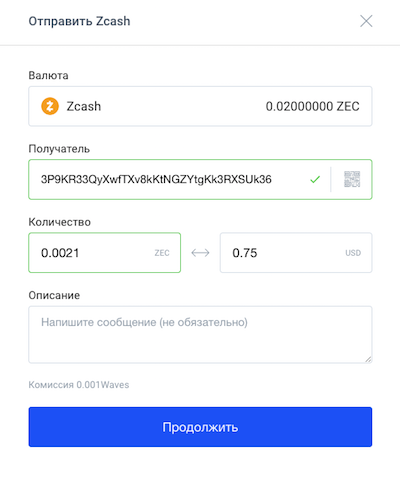 Отправить Zcash
Валюта
Zcash 0.02000000 ZEC
Получатель
3P9KR33QyXwfTXv8kKtNGZYtgKk3RXSUk36
Количество
0.0021 ZEC 0.75 USD
Описание
Напишите сообщение (не обязательно)
Комиссия 0.001Waves
Продолжить